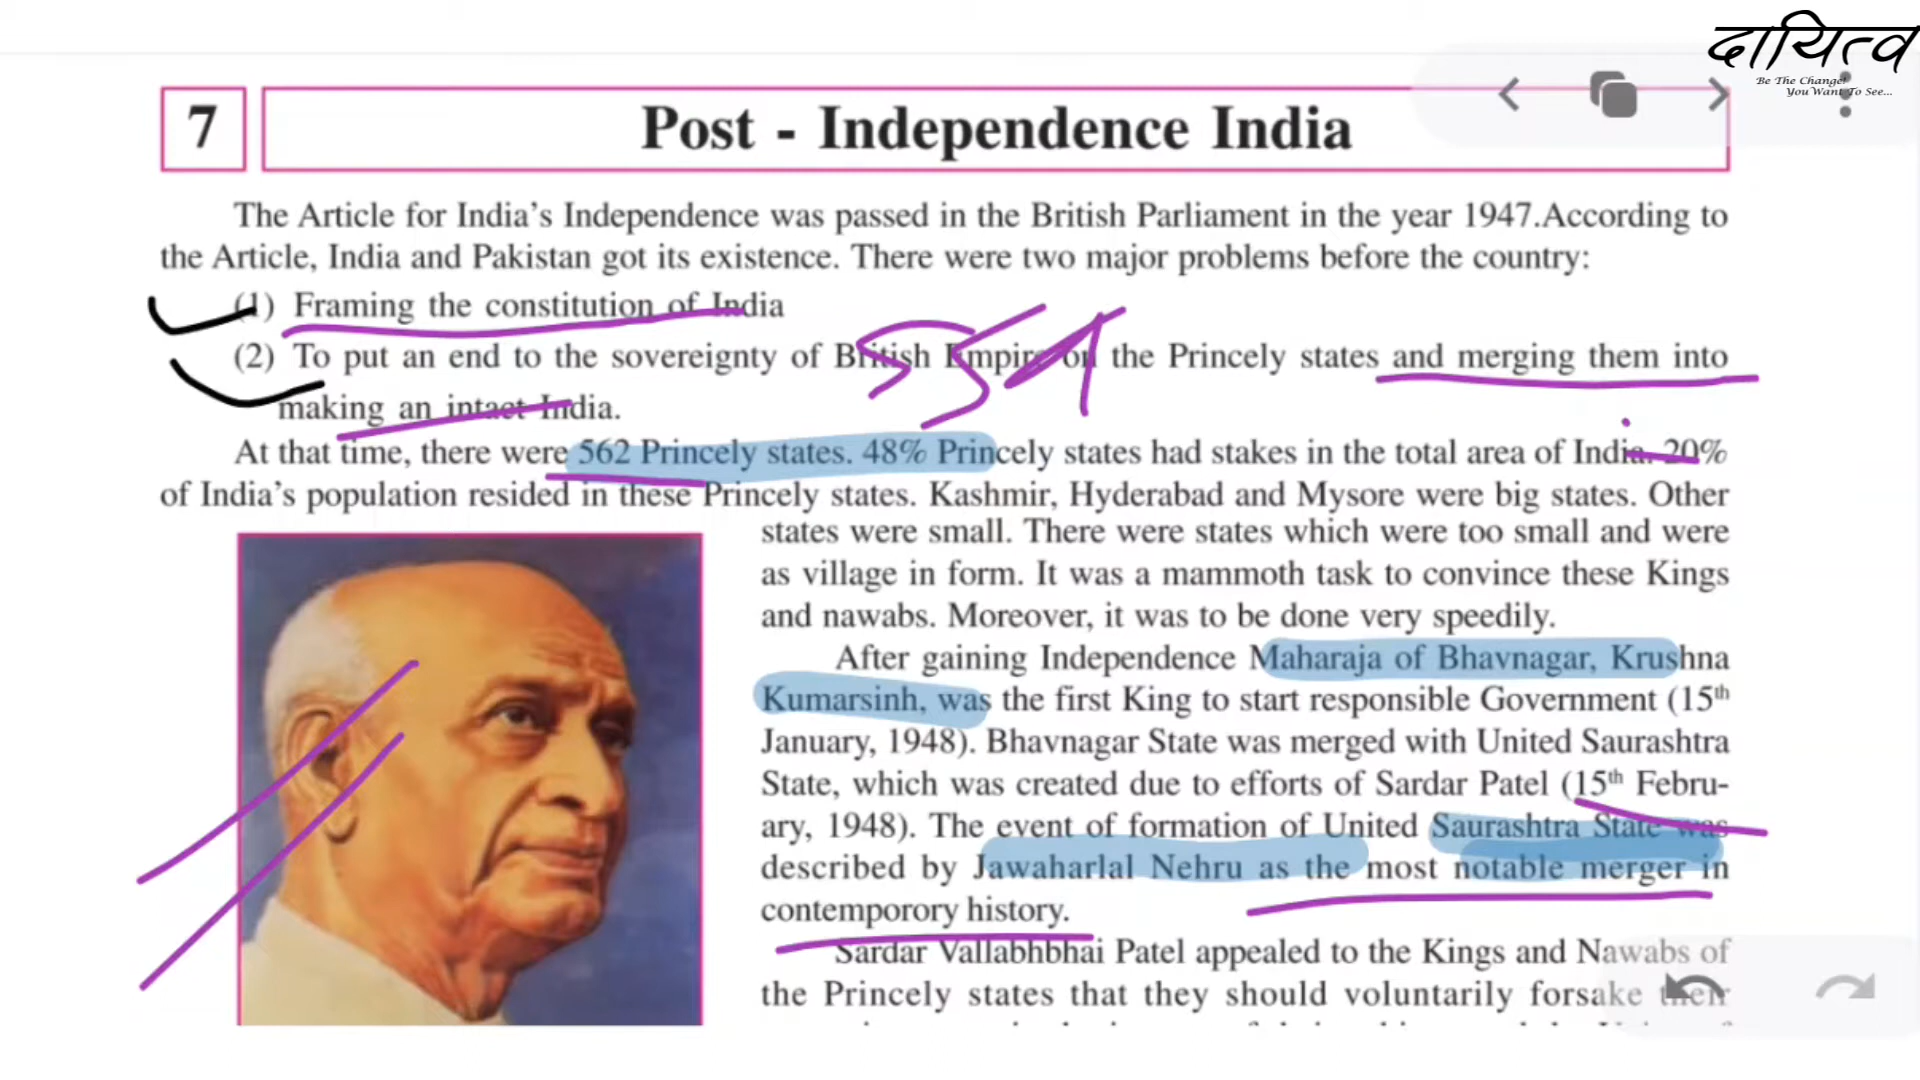 दायित्व
Be The Change!
You Want To See...
7
Post - Independence India
The Article for India's Independence was passed in the British Parliament in the year 1947.According to
the Article, India and Pakistan got its existence. There were two major problems before the country:
(1) Framing the constitution of India
(2) To put an end to the sovereignty of British Empire on the Princely states and merging them into
making an intact India.
At that time, there were 562 Princely states. 48% Princely states had stakes in the total area of India. 20%
of India's population resided in these Princely states. Kashmir, Hyderabad and Mysore were big states. Other
states were small. There were states which were too small and were
as village in form. It was a mammoth task to convince these Kings
and nawabs. Moreover, it was to be done very speedily.
After gaining Independence Maharaja of Bhavnagar, Krushna
Kumarsinh, was the first King to start responsible Government (15th
January, 1948). Bhavnagar State was merged with United Saurashtra
State, which was created due to efforts of Sardar Patel (15th Febru-
ary, 1948). The event of formation of United Saurashtra State was
described by Jawaharlal Nehru as the most notable merger in
contemporory history.
Sardar Vallabhbhai Patel appealed to the Kings and Nawabs of
the Princely states that they should voluntarily forsake their